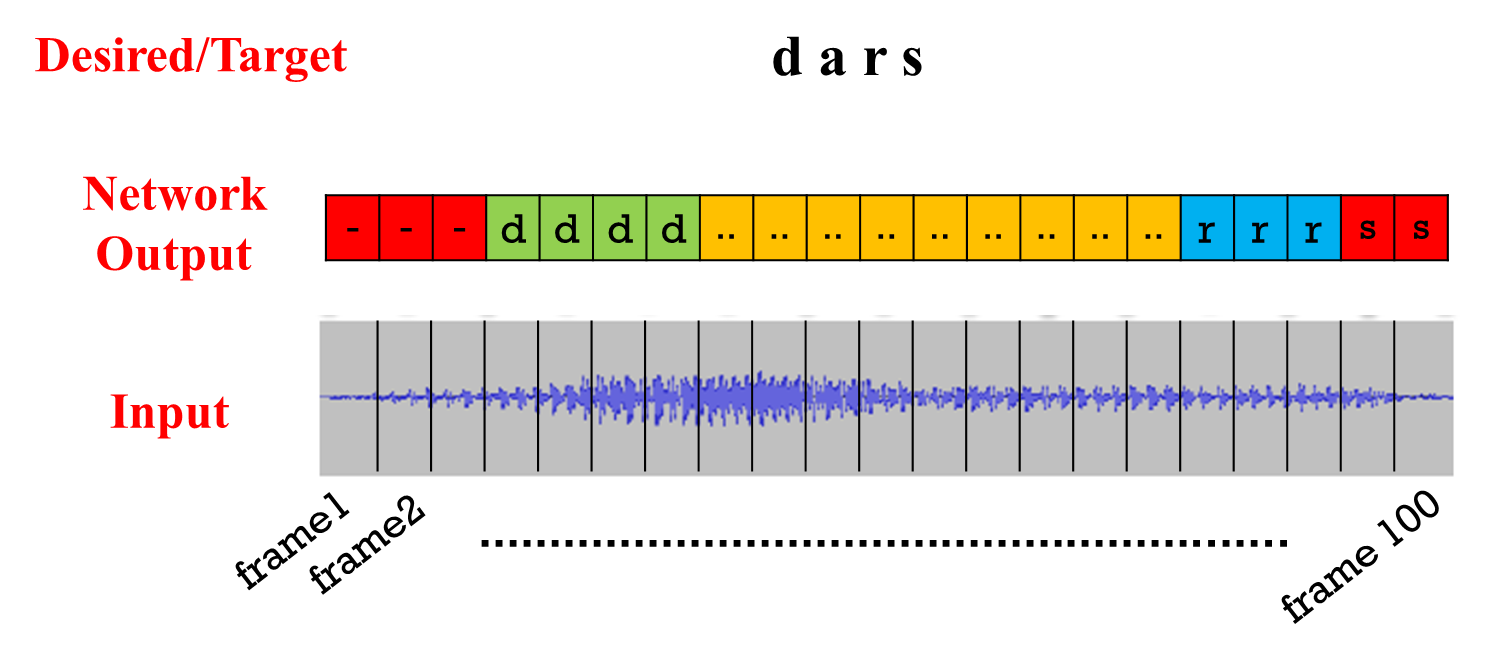 Desired/Target d a r s
Network Output
- - - d d d d .. .. .. .. .. .. .. .. .. r r r s s
Input
frame1 frame2 frame 100